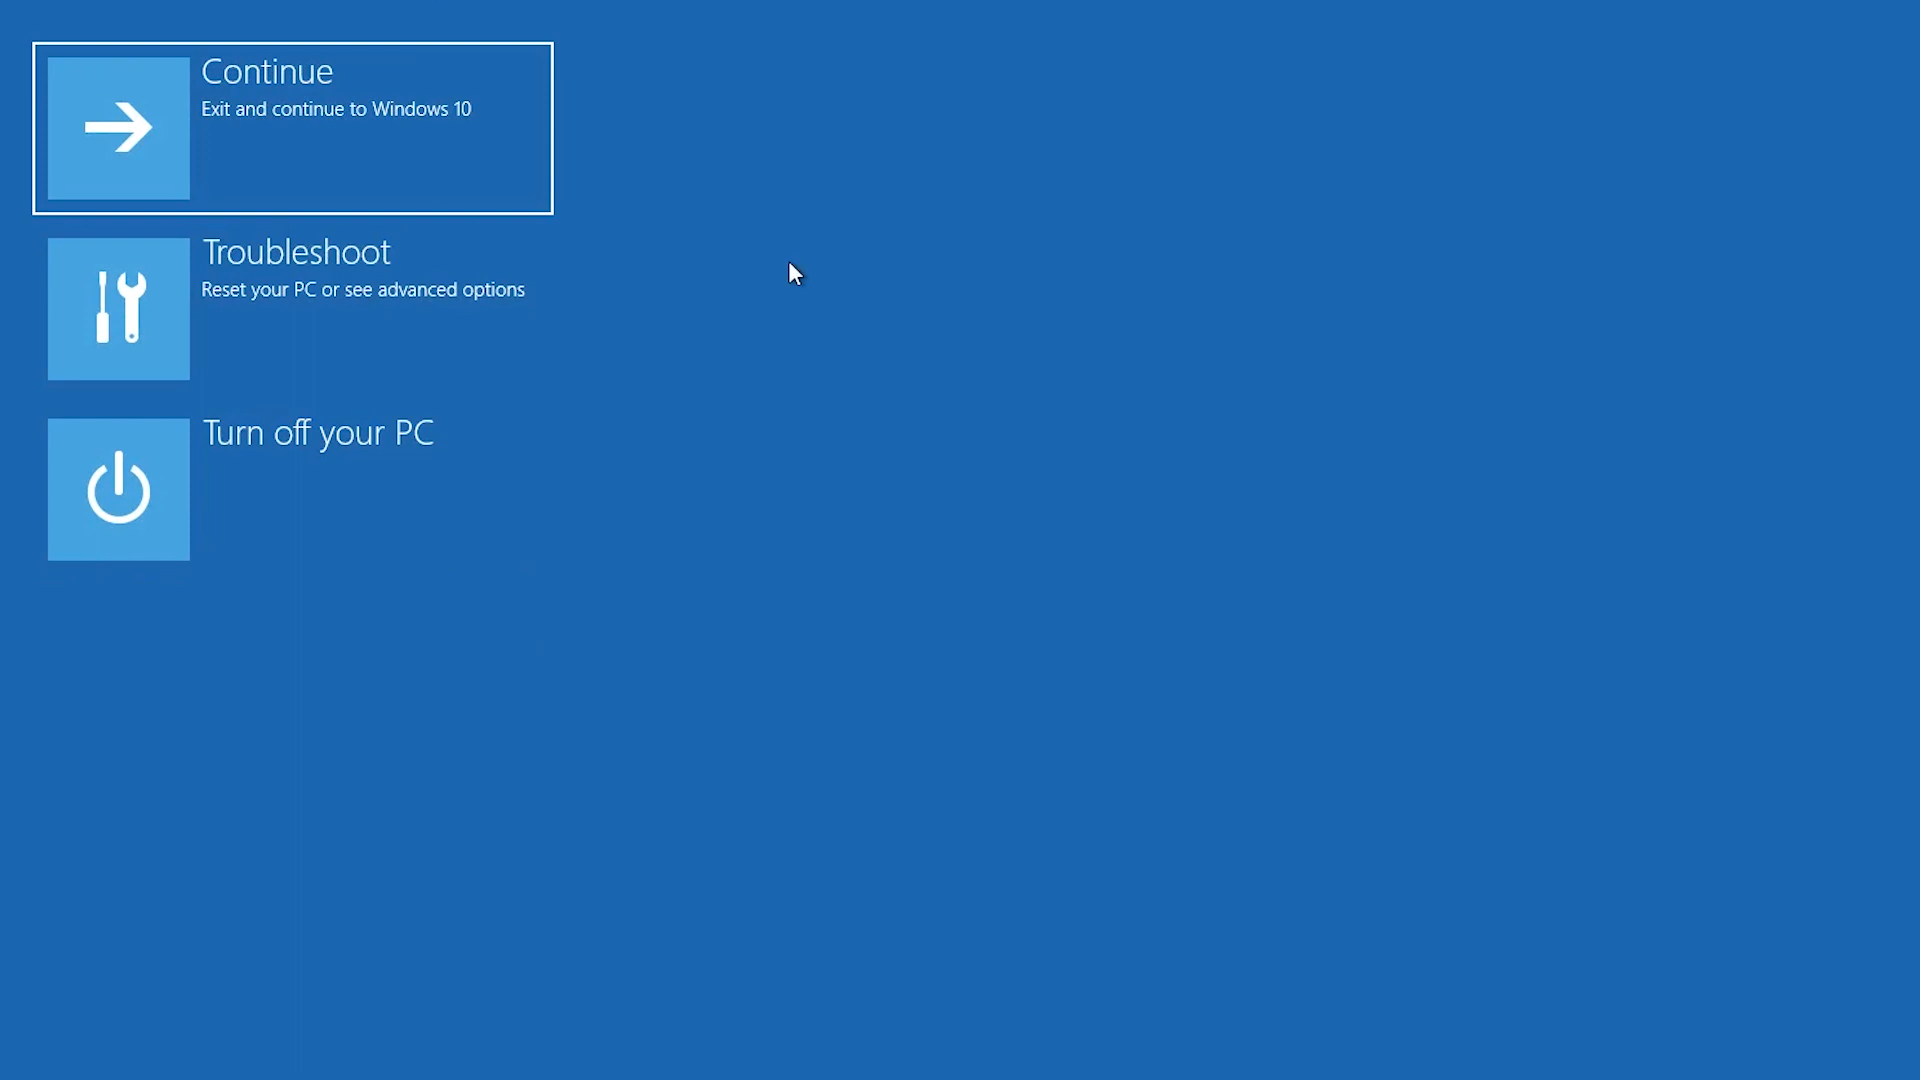 Continue
Exit and continue to Windows 10
Troubleshoot
Reset your PC or see advanced options
Turn off your PC